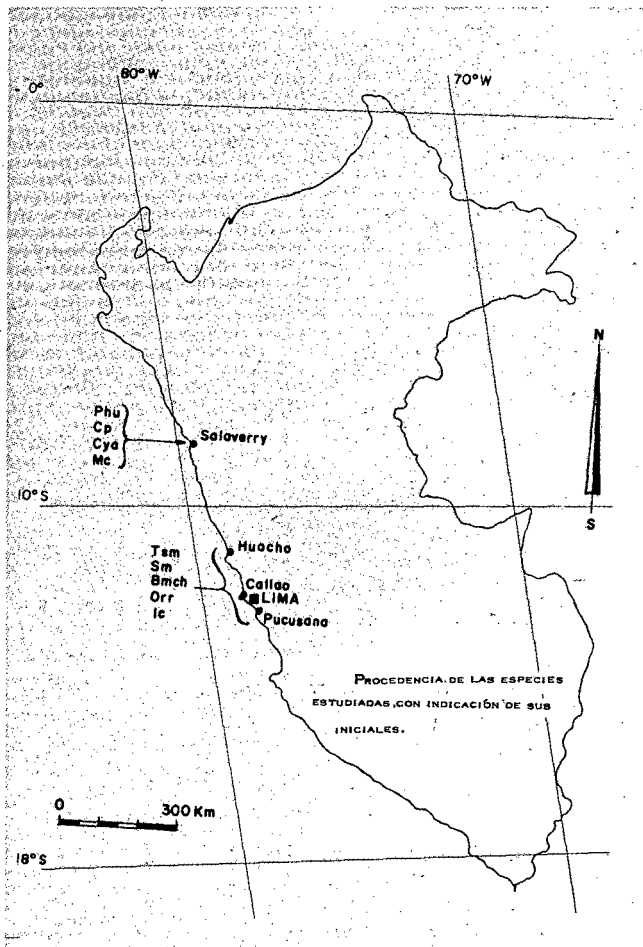 80°W
70°W
0°
N
Phu
Cp
Cyd
Mc
Salaverry
10°S
S
Tsm
Sm
Bmch
Orr
Ic
Huacho
Callao
LIMA
Pucusana
PROCEDENCIA DE LAS ESPECIES
ESTUDIADAS, CON INDICACIÓN DE SUS
INICIALES.
0 300 Km
18°S